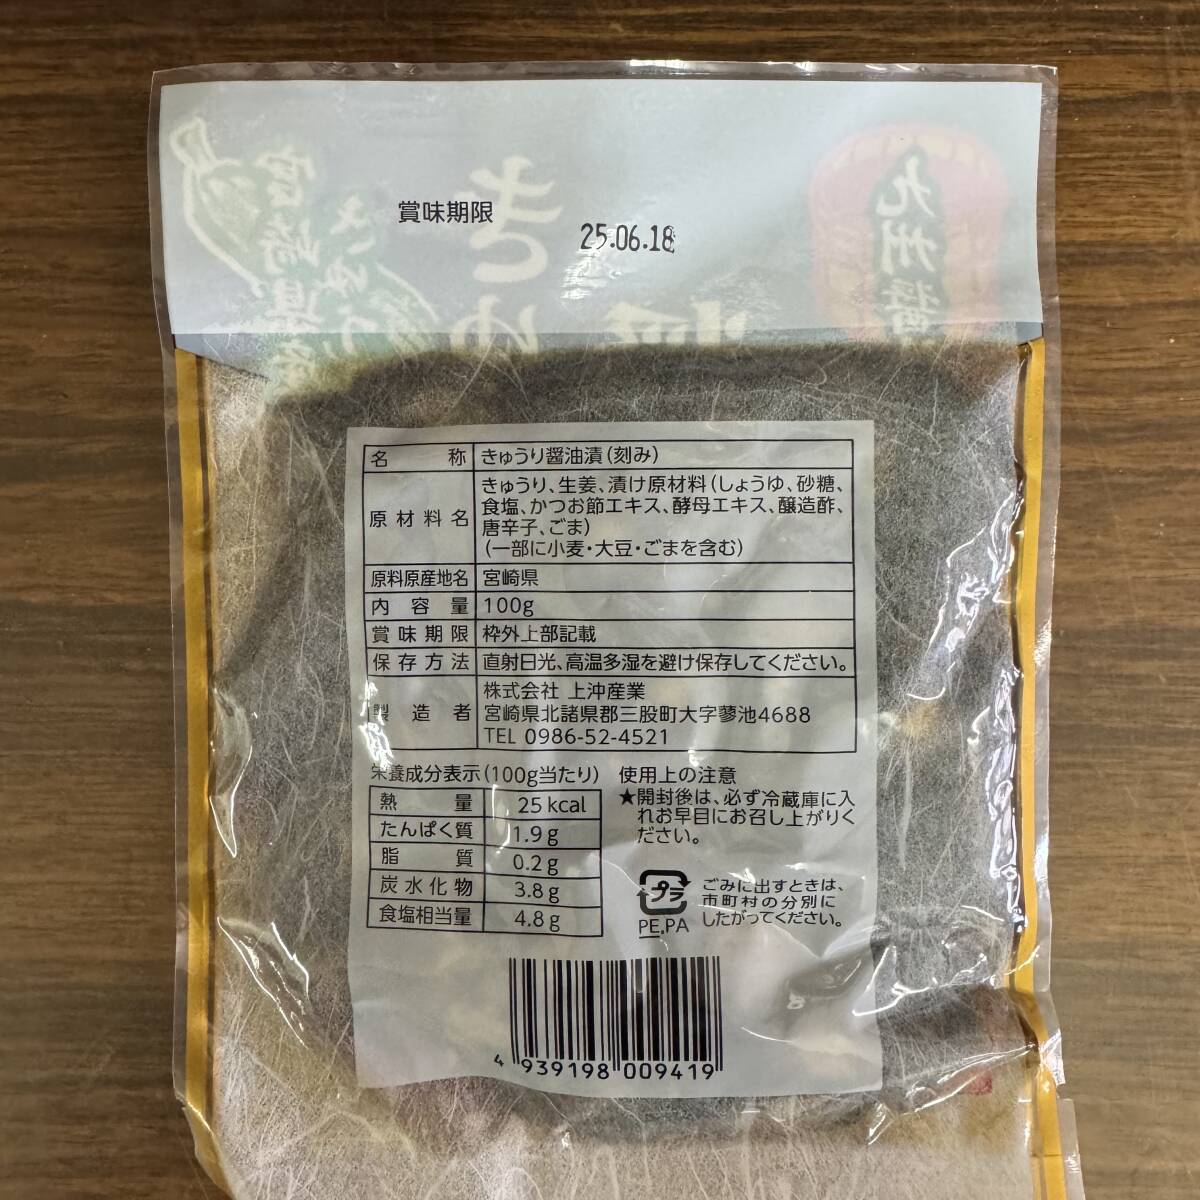 賞味期限
25.06.18
名称 きゅうり醤油漬(刻み)
原材料名 きゅうり、生姜、漬け原材料(しょうゆ、砂糖、
食塩、かつお節エキス、酵母エキス、醸造酢、
唐辛子、ごま)
(一部に小麦・大豆・ごまを含む)
原料原産地名 宮崎県
内容量 100g
賞味期限 枠外上部記載
保存方法 直射日光、高温多湿を避け保存してください。
製造者 株式会社 上沖産業
宮崎県北諸県郡三股町大字蓼池4688
TEL 0986-52-4521
栄養成分表示(100g当たり)
熱量 25kcal
たんぱく質 1.9g
脂質 0.2g
炭水化物 3.8g
食塩相当量 4.8g
使用上の注意
★開封後は、必ず冷蔵庫に入
れお早目にお召し上がりく
ださい。
プラ
PE,PA
ごみに出すときは、
市町村の分別に
したがってください。
4 939198 009419